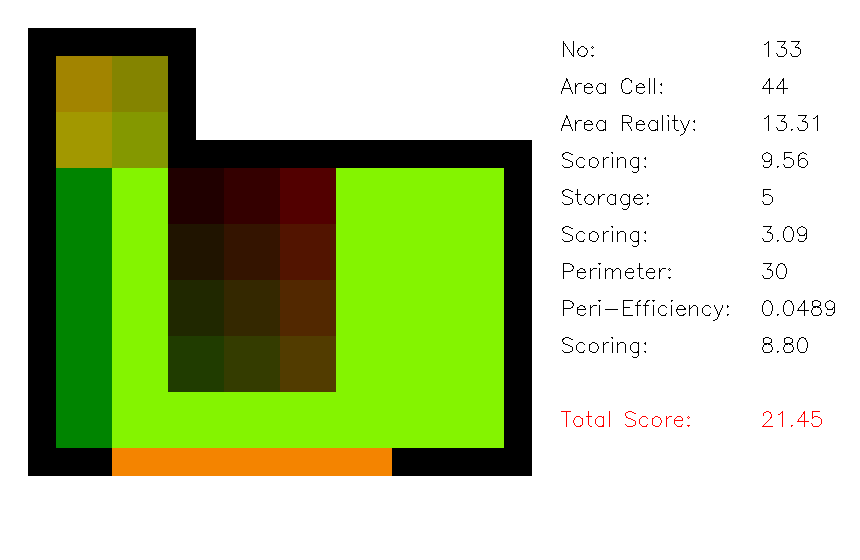 No: 133
Area Cell: 44
Area Reality: 13.31
Scoring: 9.56
Storage: 5
Scoring: 3.09
Perimeter: 30
Peri-Efficiency: 0.0489
Scoring: 8.80
Total Score: 21.45